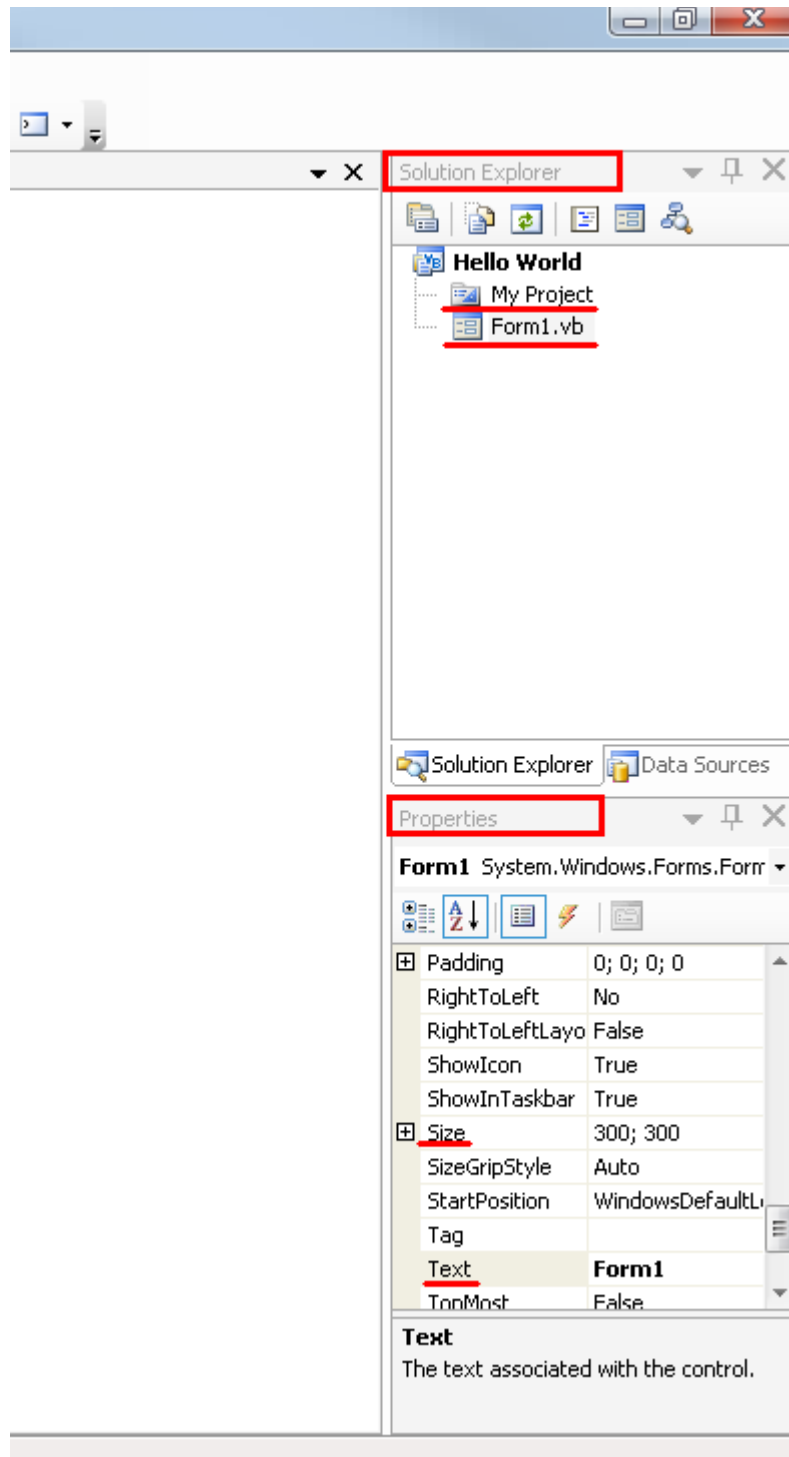 Solution Explorer
Hello World
My Project
Form1.vb
Solution Explorer Data Sources
Properties
Form1 System.Windows.Forms.Form
Padding 0; 0; 0; 0
RightToLeft No
RightToLeftLayo False
ShowIcon True
ShowInTaskbar True
Size 300; 300
SizeGripStyle Auto
StartPosition WindowsDefaultL
Tag
Text Form1
TopMost False
Text
The text associated with the control.